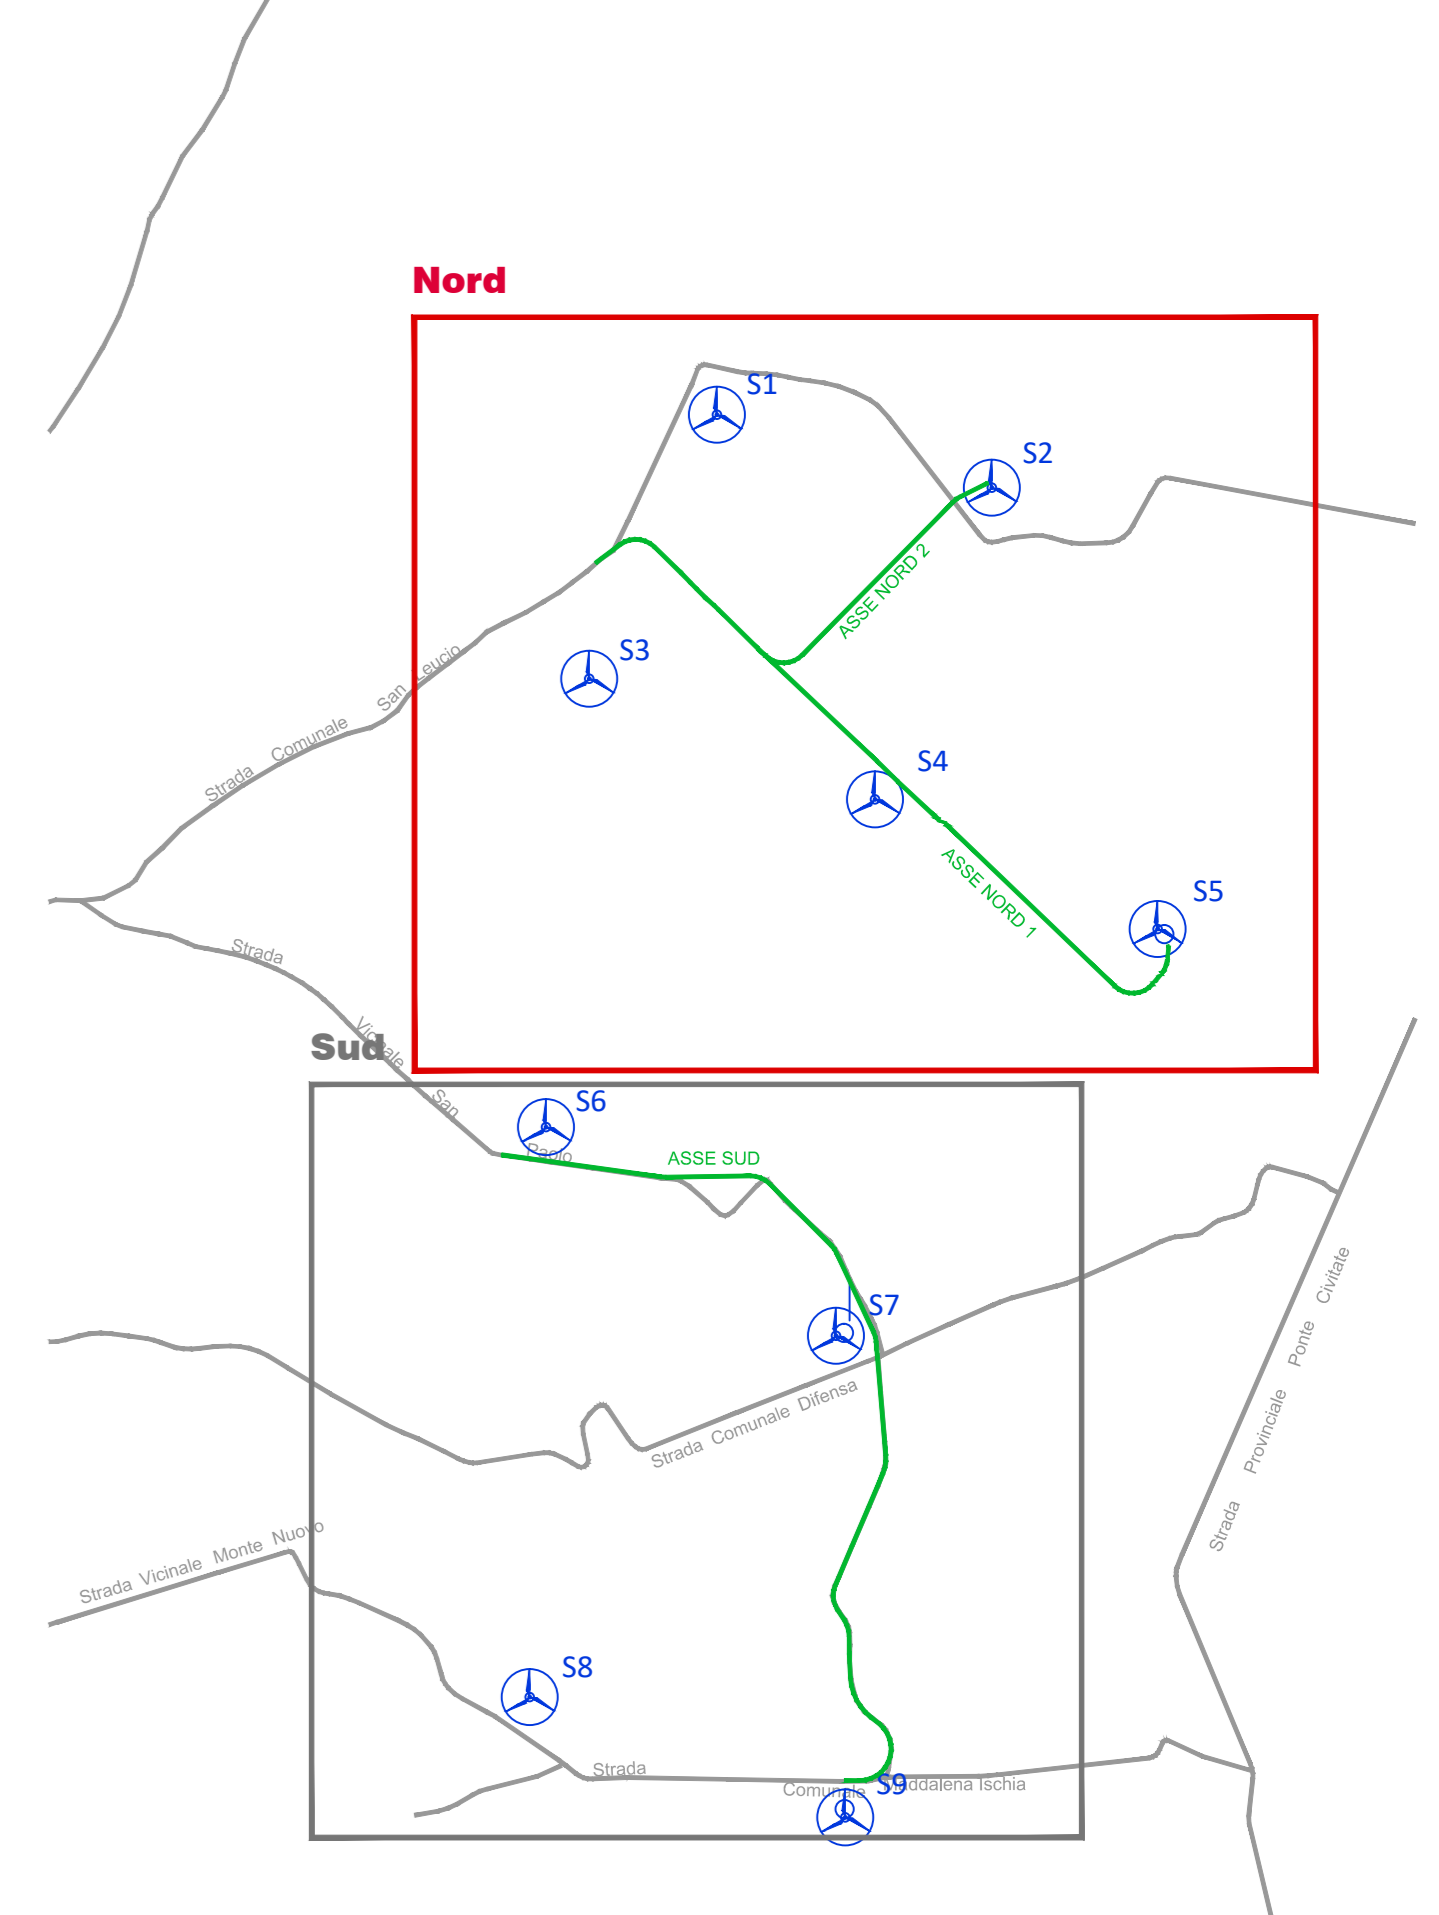 Nord
S1
S2
ASSE NORD 2
S3
Strada Comunale San Leucio
S4
ASSE NORD 1
S5
Strada Vicinale San Paolo
Sud
S6
ASSE SUD
Strada Provinciale Ponte Civitate
S7
Strada Comunale Difensa
Strada Vicinale Monte Nuovo
S8
Strada Comunale Maddalena Ischia
S9